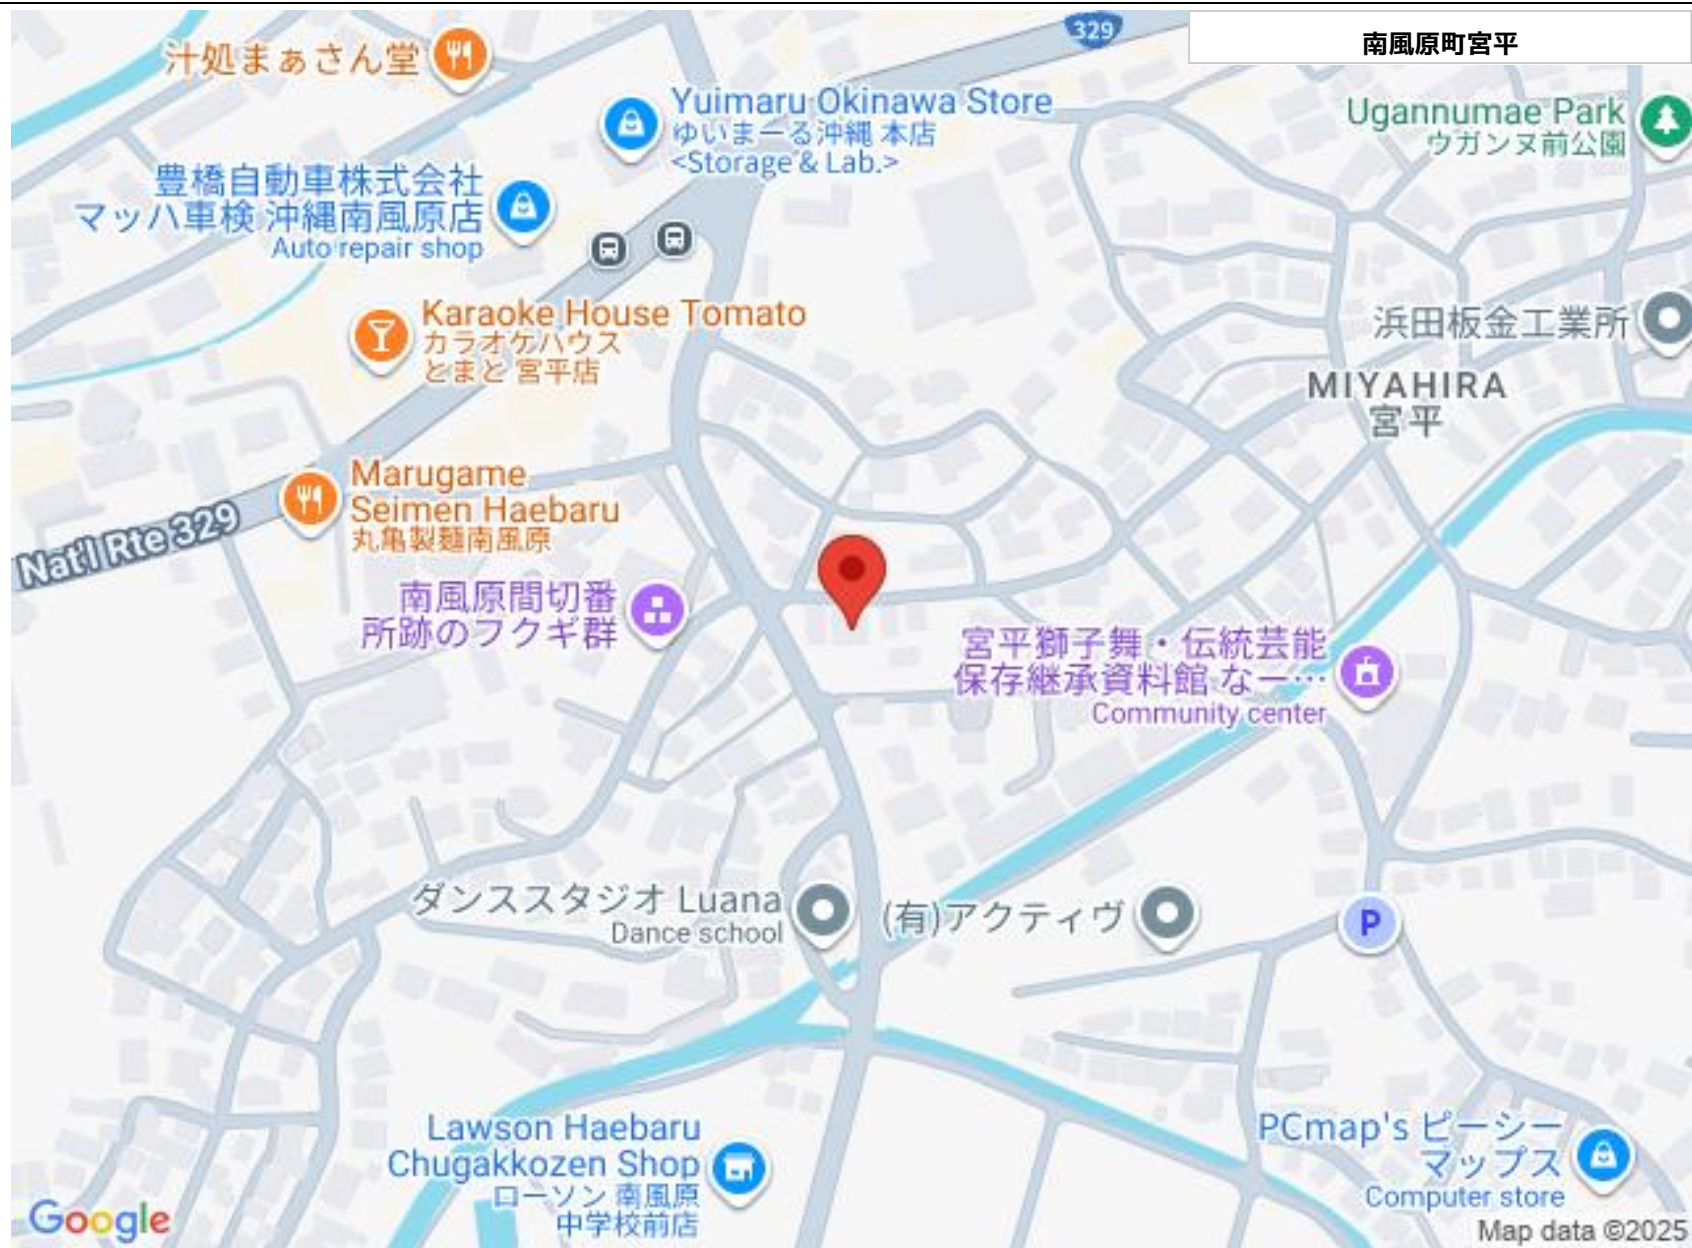 南風原町宮平
329
汁処まぁさん堂
Yuimaru Okinawa Store
ゆいまーる沖縄 本店
<Storage & Lab.>
Ugannumae Park
ウガンヌ前公園
豊橋自動車株式会社
マッハ車検 沖縄南風原店
Auto repair shop
Karaoke House Tomato
カラオケハウス
とまと 宮平店
浜田板金工業所
MIYAHIRA
宮平
Marugame
Seimen Haebaru
丸亀製麺南風原
Nat'l Rte 329
南風原間切番
所跡のフクギ群
宮平獅子舞・伝統芸能
保存継承資料館 なー…
Community center
ダンススタジオ Luana
Dance school
(有)アクティヴ
P
Lawson Haebaru
Chugakkozen Shop
ローソン 南風原
中学校前店
PCmap's ピーシー
マップス
Computer store
Google
Map data ©2025